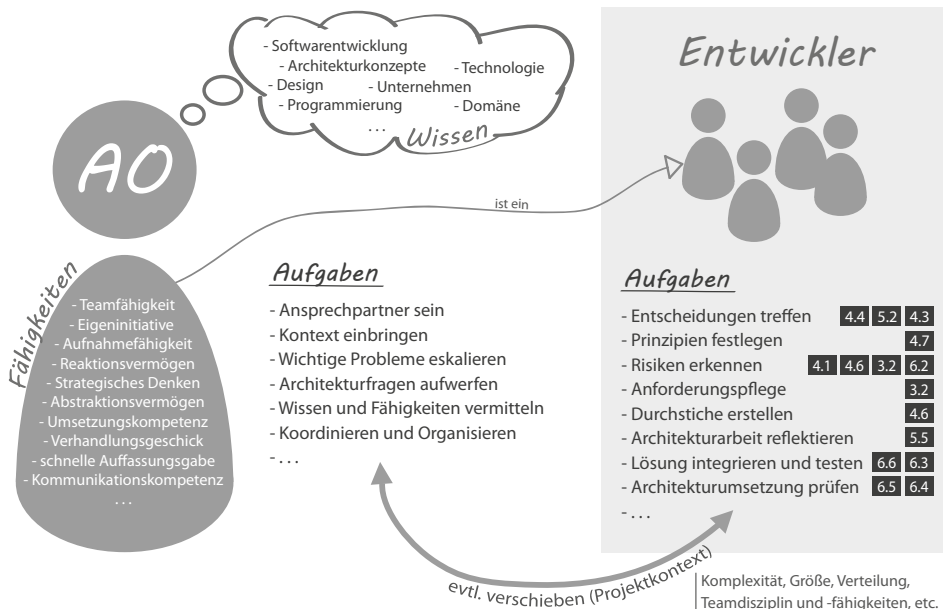 - Softwarentwicklung
- Architekturkonzepte - Technologie
- Design - Unternehmen
- Programmierung - Domäne
...
Wissen
AO
Fähigkeiten
- Teamfähigkeit
- Eigeninitiative
- Aufnahmefähigkeit
- Reaktionsvermögen
- Strategisches Denken
- Abstraktionsvermögen
- Umsetzungskompetenz
- Verhandlungsgeschick
- schnelle Auffassungsgabe
- Kommunikationskompetenz
...
ist ein
Aufgaben
- Ansprechpartner sein
- Kontext einbringen
- Wichtige Probleme eskalieren
- Architekturfragen aufwerfen
- Wissen und Fähigkeiten vermitteln
- Koordinieren und Organisieren
- ...
Entwickler
Aufgaben
- Entscheidungen treffen 4.4 5.2 4.3
- Prinzipien festlegen 4.7
- Risiken erkennen 4.1 4.6 3.2 6.2
- Anforderungspflege 3.2
- Durchstiche erstellen 4.6
- Architekturarbeit reflektieren 5.5
- Lösung integrieren und testen 6.6 6.3
- Architekturumsetzung prüfen 6.5 6.4
- ...
evtl. verschieben (Projektkontext)
Komplexität, Größe, Verteilung,
Teamdisziplin und -fähigkeiten, etc.